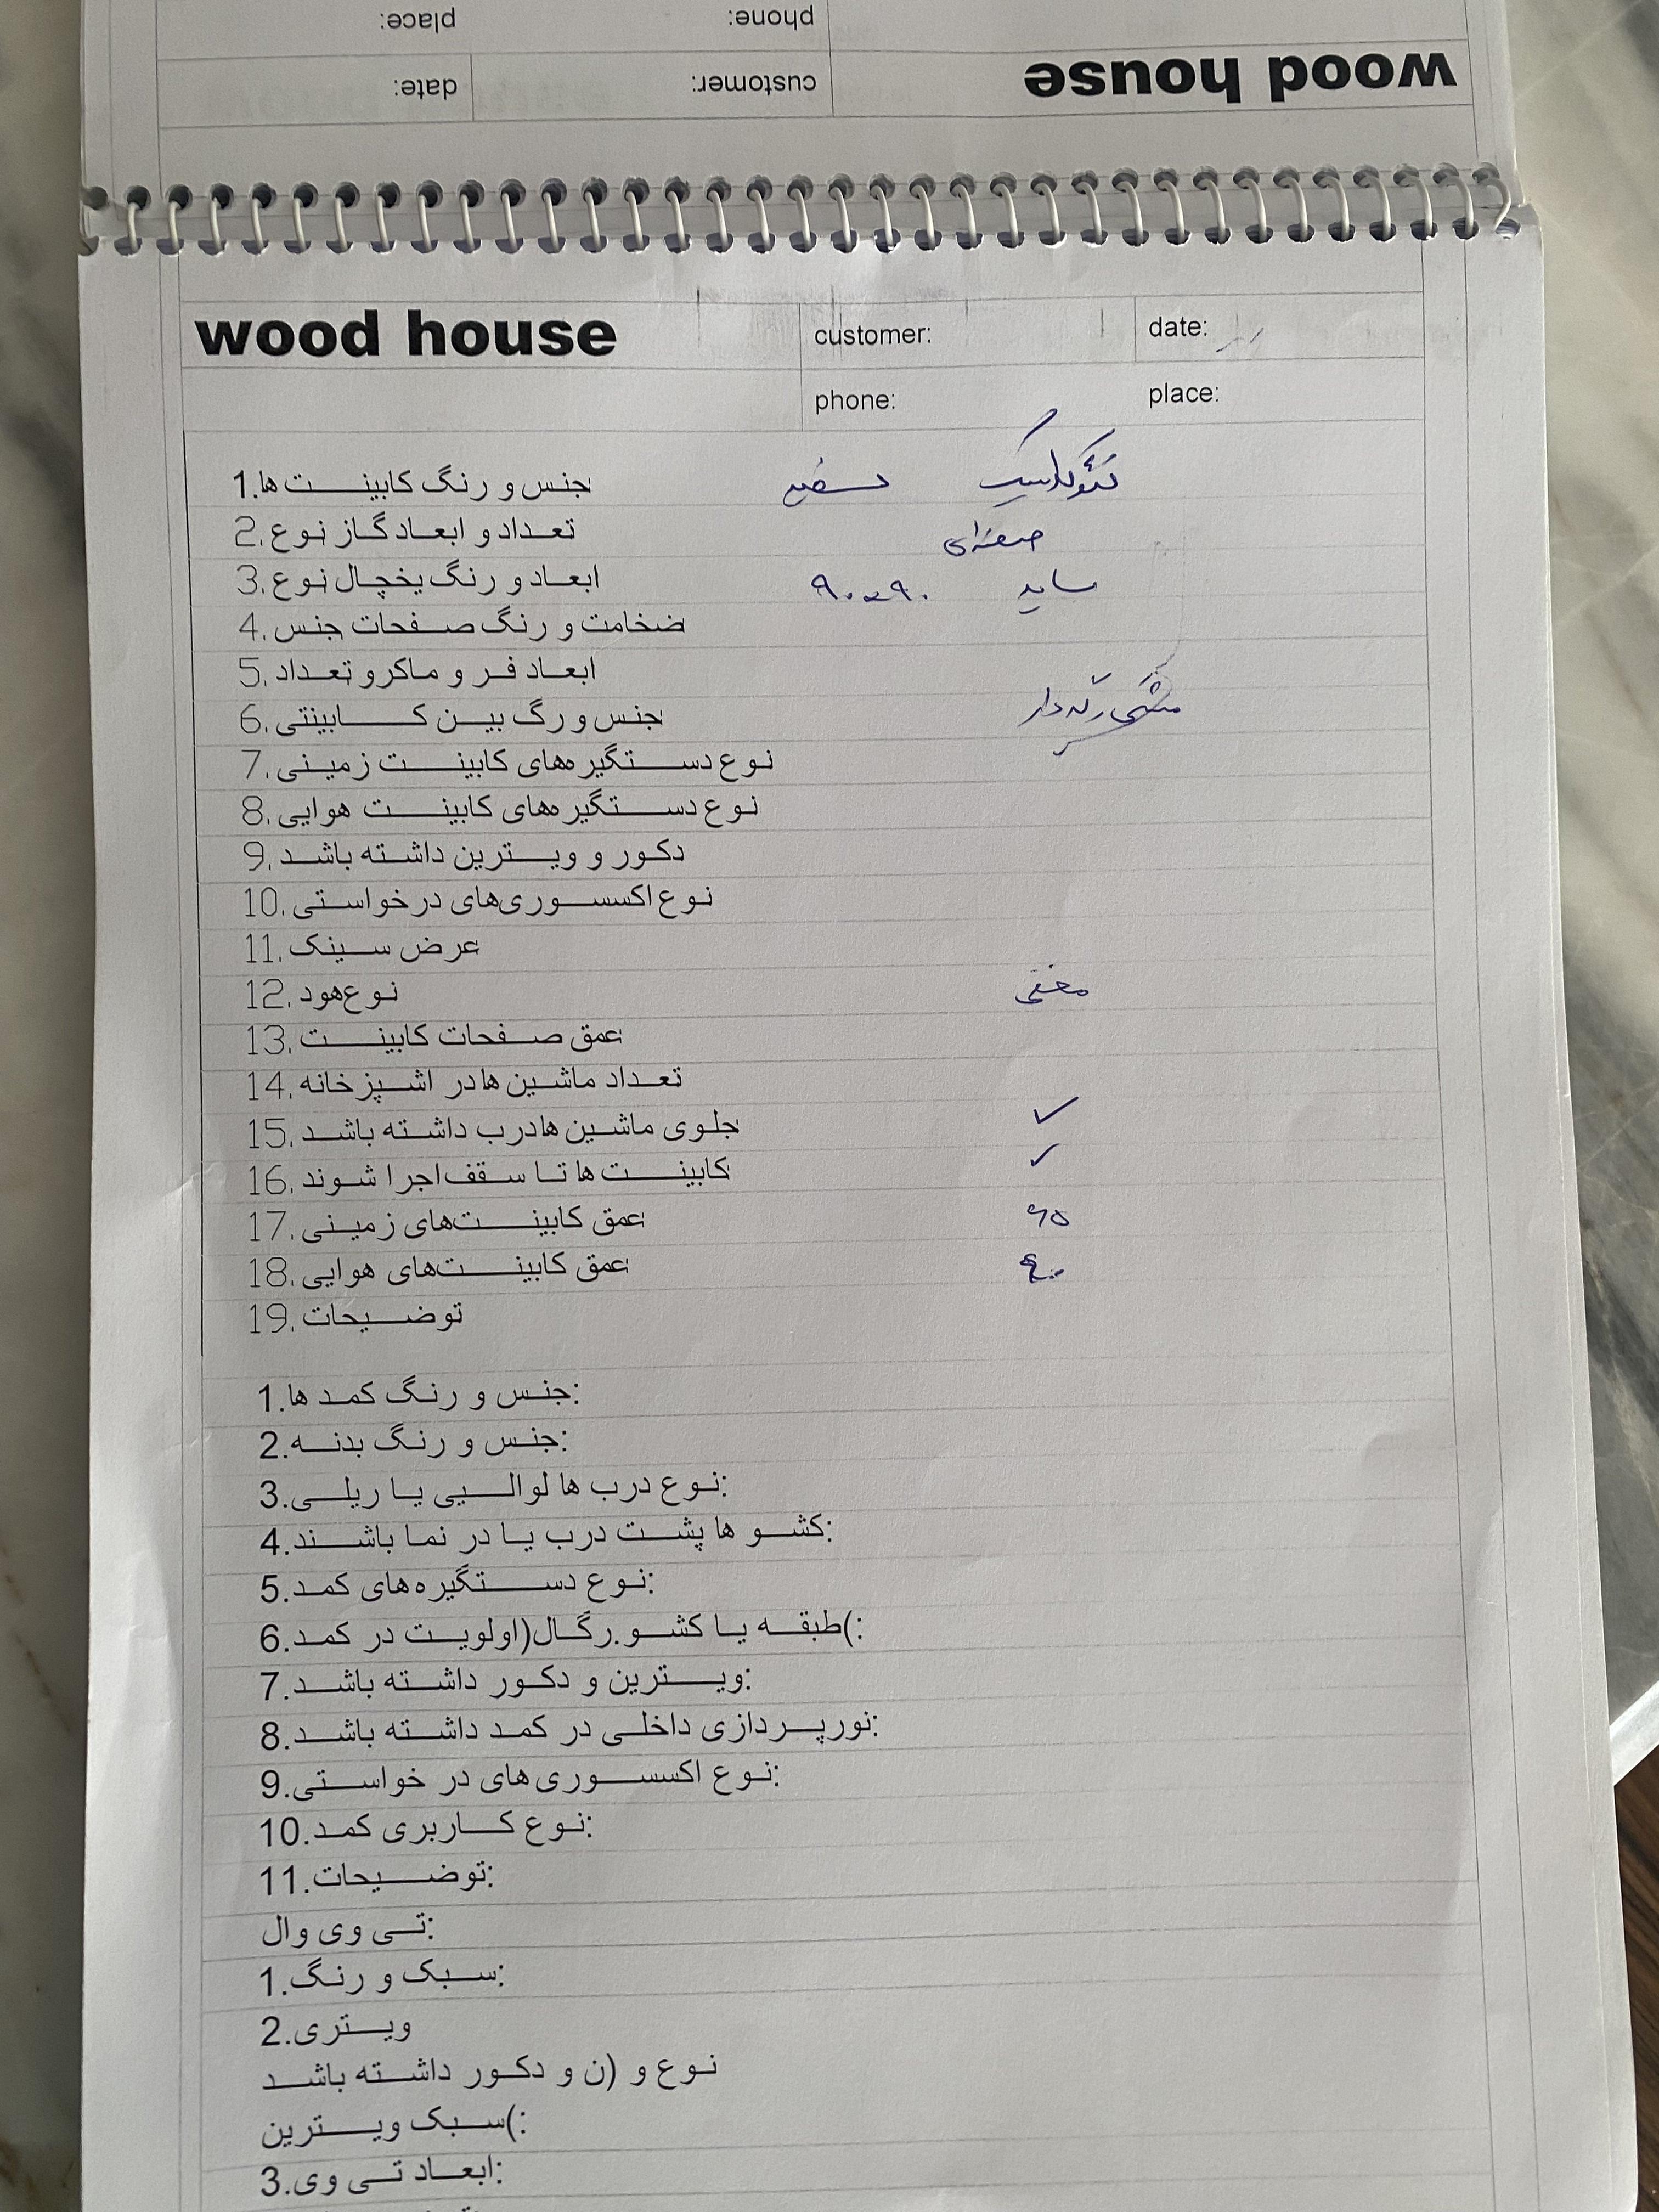 place: phone:
date: customer: wood house
wood house customer: date:
phone: place:
1.جنس و رنگ کابینت ها سفید نئوکلاسیک
2.تعداد و ابعاد گاز نوع صفحه‌ای
3.ابعاد و رنگ یخچال نوع ۹۰ در ۹۰ ساید
4.ضخامت و رنگ صفحات جنس
5.ابعاد فر و ماکرو تعداد
6.جنس و رگ بین کابینتی مشکی رگه دار
7.نوع دستگیره‌های کابینت زمینی
8.نوع دستگیره‌های کابینت هوایی
9.دکور و ویترین داشته باشد
10.نوع اکسسوری‌های درخواستی
11.عرض سینک
12.نوع هود مخفی
13.عمق صفحات کابینت
14.تعداد ماشین ها در اشپزخانه
15.جلوی ماشین ها درب داشته باشد ✓
16.کابینت ها تا سقف اجرا شوند ✓
17.عمق کابینت‌های زمینی ۶۵
18.عمق کابینت‌های هوایی ۴۰
19.توضیحات
1.جنس و رنگ کمد ها:
2.جنس و رنگ بدنه:
3.نوع درب ها لوالیی یا ریلی:
4.کشو ها پشت درب یا در نما باشند:
5.نوع دستگیره های کمد:
6.اولویت در کمد(رگال.طبقه یا کشو):
7.ویترین و دکور داشته باشد:
8.نورپردازی داخلی در کمد داشته باشد:
9.نوع اکسسوری‌های در خواستی:
10.نوع کاربری کمد:
11.توضیحات:
تی وی وال:
1.سبک و رنگ:
2.ویتری
ن و دکور داشته باشد (نوع و
سبک ویترین):
3.ابعاد تی وی: